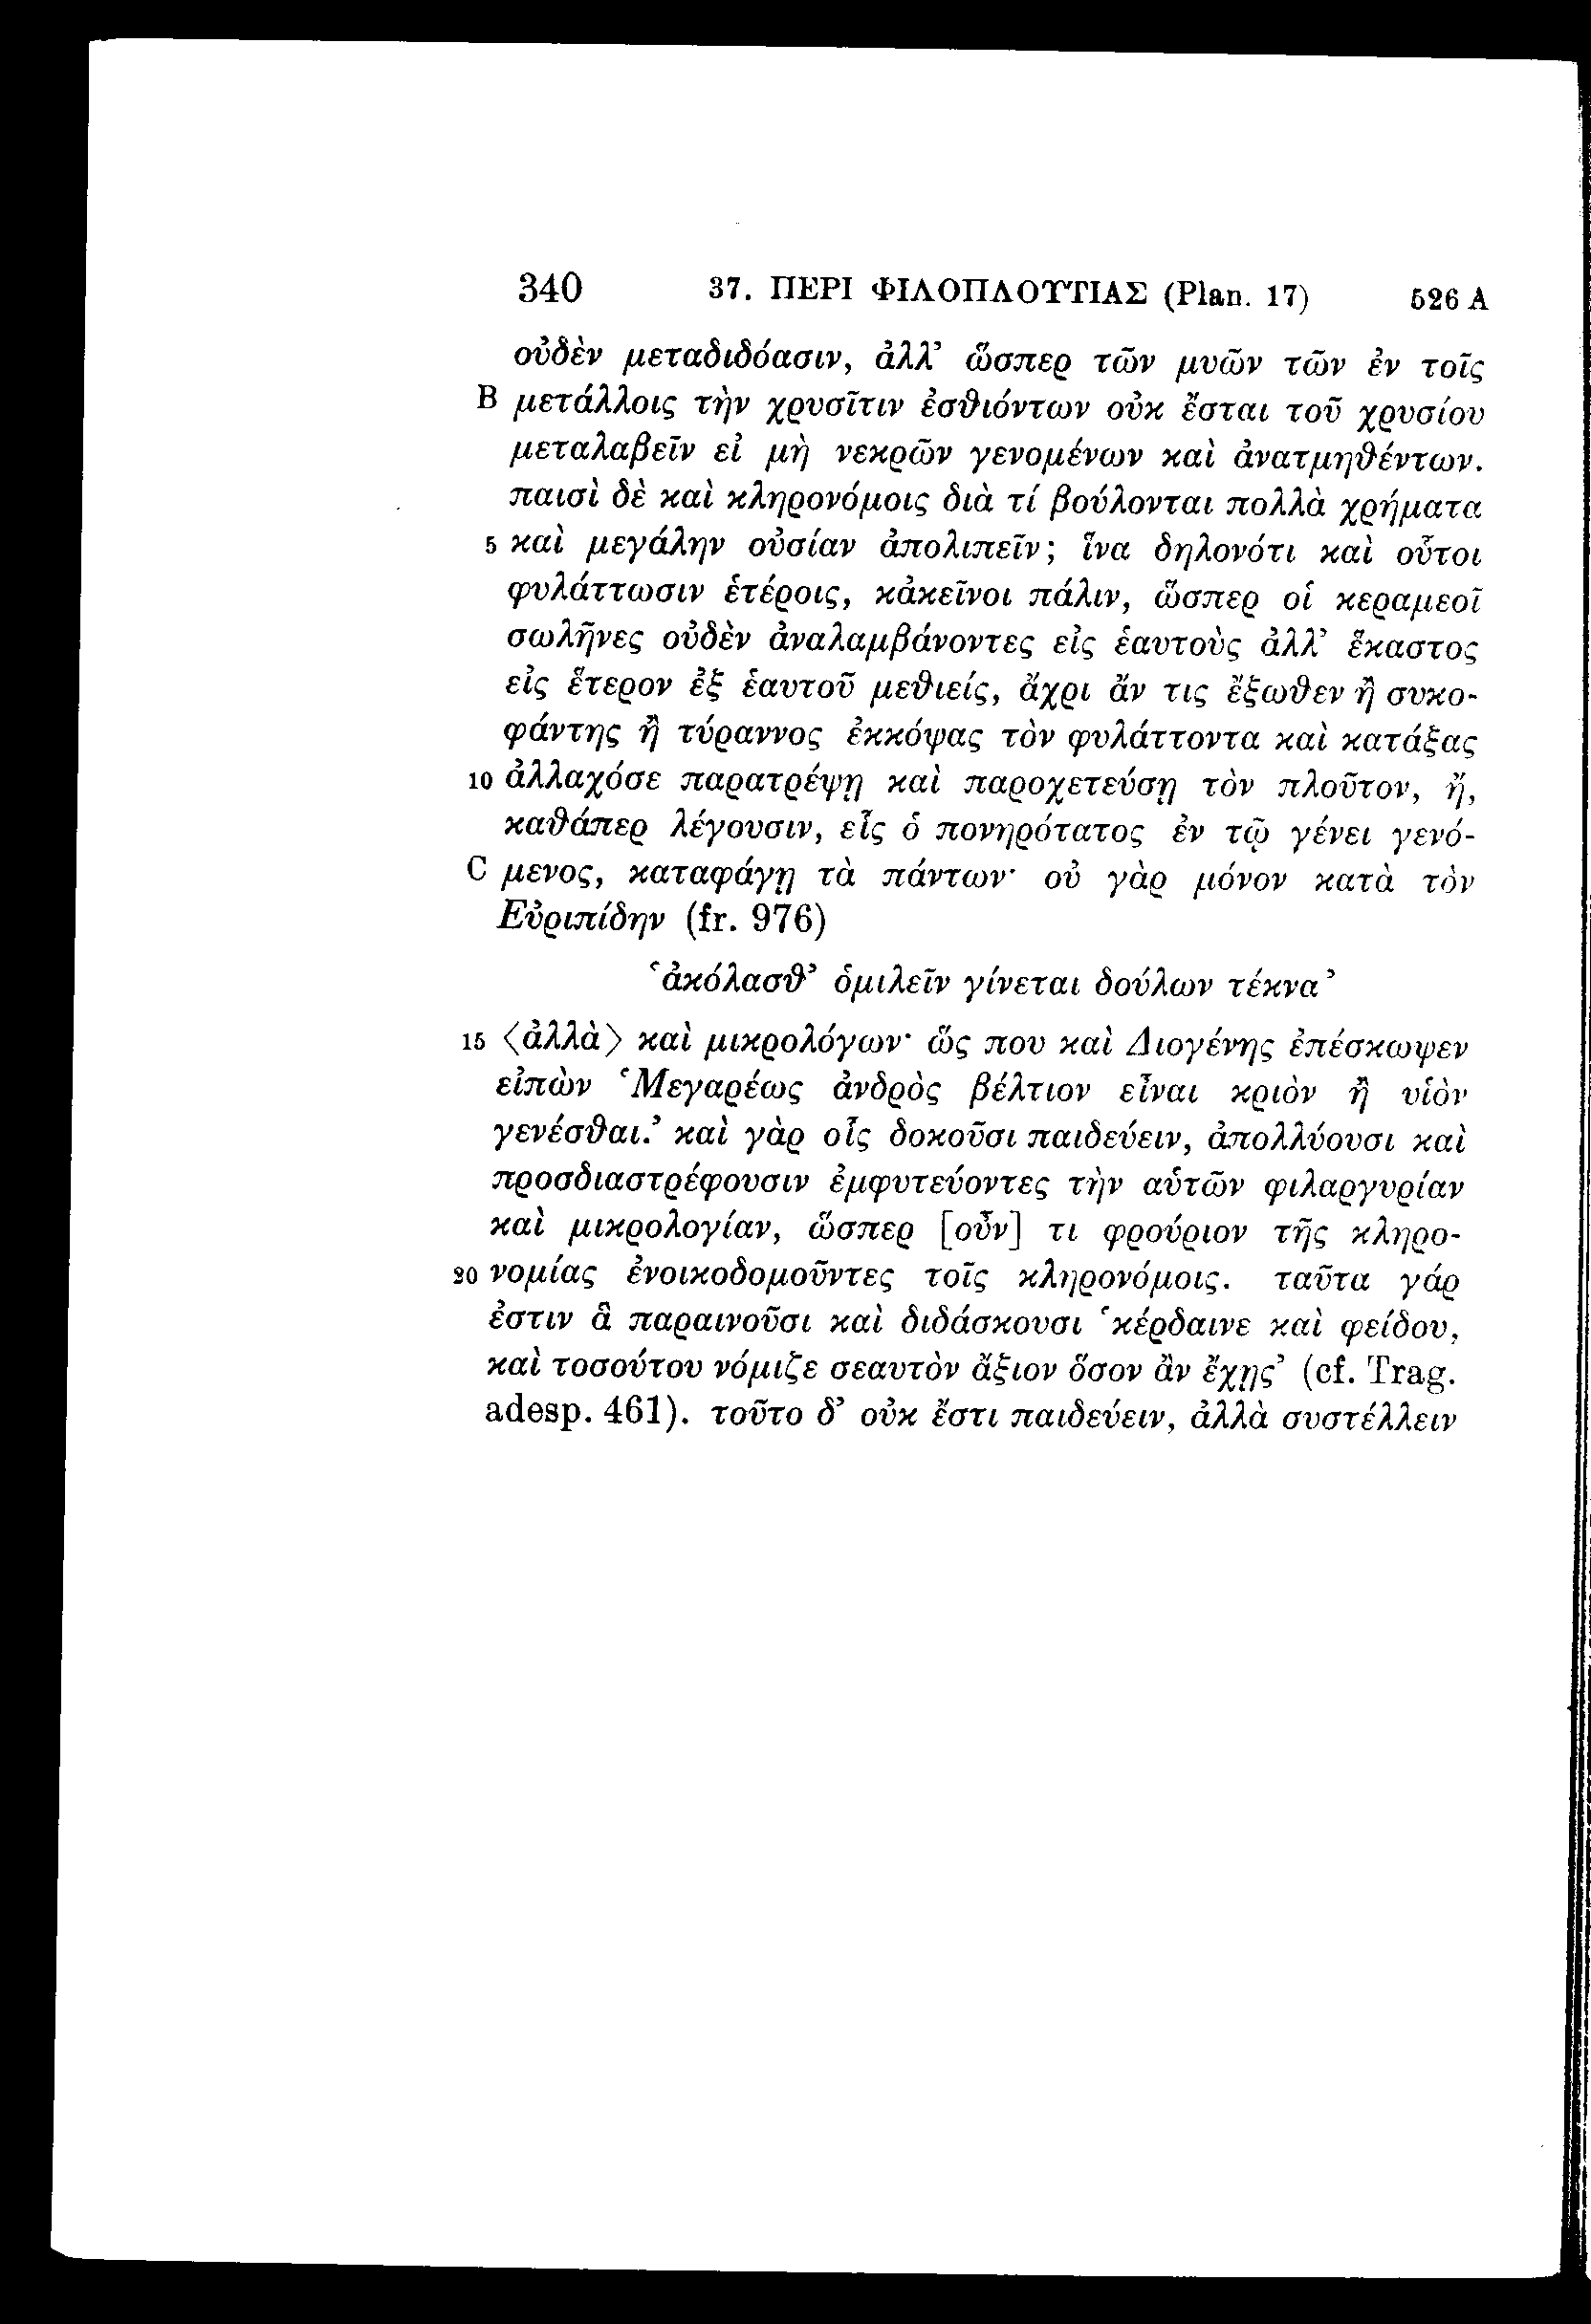 340 37. ΠΕΡΙ ΦΙΛΟΠΛΟΥΤΙΑΣ (Plan. 17) 526 A
οὐδὲν μεταδιδόασιν, ἀλλ’ ὥσπερ τῶν μυῶν τῶν ἐν τοῖς
B μετάλλοις τὴν χρυσῖτιν ἐσθιόντων οὐκ ἔσται τοῦ χρυσίου
μεταλαβεῖν εἰ μὴ νεκρῶν γενομένων καὶ ἀνατμηθέντων.
παισὶ δὲ καὶ κληρονόμοις διὰ τί βούλονται πολλὰ χρήματα
5 καὶ μεγάλην οὐσίαν ἀπολιπεῖν; ἵνα δηλονότι καὶ οὗτοι
φυλάττωσιν ἑτέροις, κἀκεῖνοι πάλιν, ὥσπερ οἱ κεραμεοῖ
σωλῆνες οὐδὲν ἀναλαμβάνοντες εἰς ἑαυτοὺς ἀλλ’ ἕκαστος
εἰς ἕτερον ἐξ ἑαυτοῦ μεθιείς, ἄχρι ἄν τις ἔξωθεν ἢ συκο-
φάντης ἢ τύραννος ἐκκόψας τὸν φυλάττοντα καὶ κατάξας
10 ἀλλαχόσε παρατρέψῃ καὶ παροχετεύσῃ τὸν πλοῦτον, ἤ,
καθάπερ λέγουσιν, εἷς ὁ πονηρότατος ἐν τῷ γένει γενό-
C μενος, καταφάγῃ τὰ πάντων· οὐ γὰρ μόνον κατὰ τὸν
Εὐριπίδην (fr. 976)
‘ἀκόλασθ’ ὁμιλεῖν γίνεται δούλων τέκνα’
15 ⟨ἀλλὰ⟩ καὶ μικρολόγων· ὥς που καὶ Διογένης ἐπέσκωψεν
εἰπὼν ‘Μεγαρέως ἀνδρὸς βέλτιον εἶναι κριὸν ἢ υἱὸν
γενέσθαι.’ καὶ γὰρ οἷς δοκοῦσι παιδεύειν, ἀπολλύουσι καὶ
προσδιαστρέφουσιν ἐμφυτεύοντες τὴν αὑτῶν φιλαργυρίαν
καὶ μικρολογίαν, ὥσπερ [οὖν] τι φρούριον τῆς κληρο-
20 νομίας ἐνοικοδομοῦντες τοῖς κληρονόμοις. ταῦτα γάρ
ἐστιν ἃ παραινοῦσι καὶ διδάσκουσι ‘κέρδαινε καὶ φείδου,
καὶ τοσούτου νόμιζε σεαυτὸν ἄξιον ὅσον ἂν ἔχῃς’ (cf. Trag.
adesp. 461). τοῦτο δ’ οὐκ ἔστι παιδεύειν, ἀλλὰ συστέλλειν